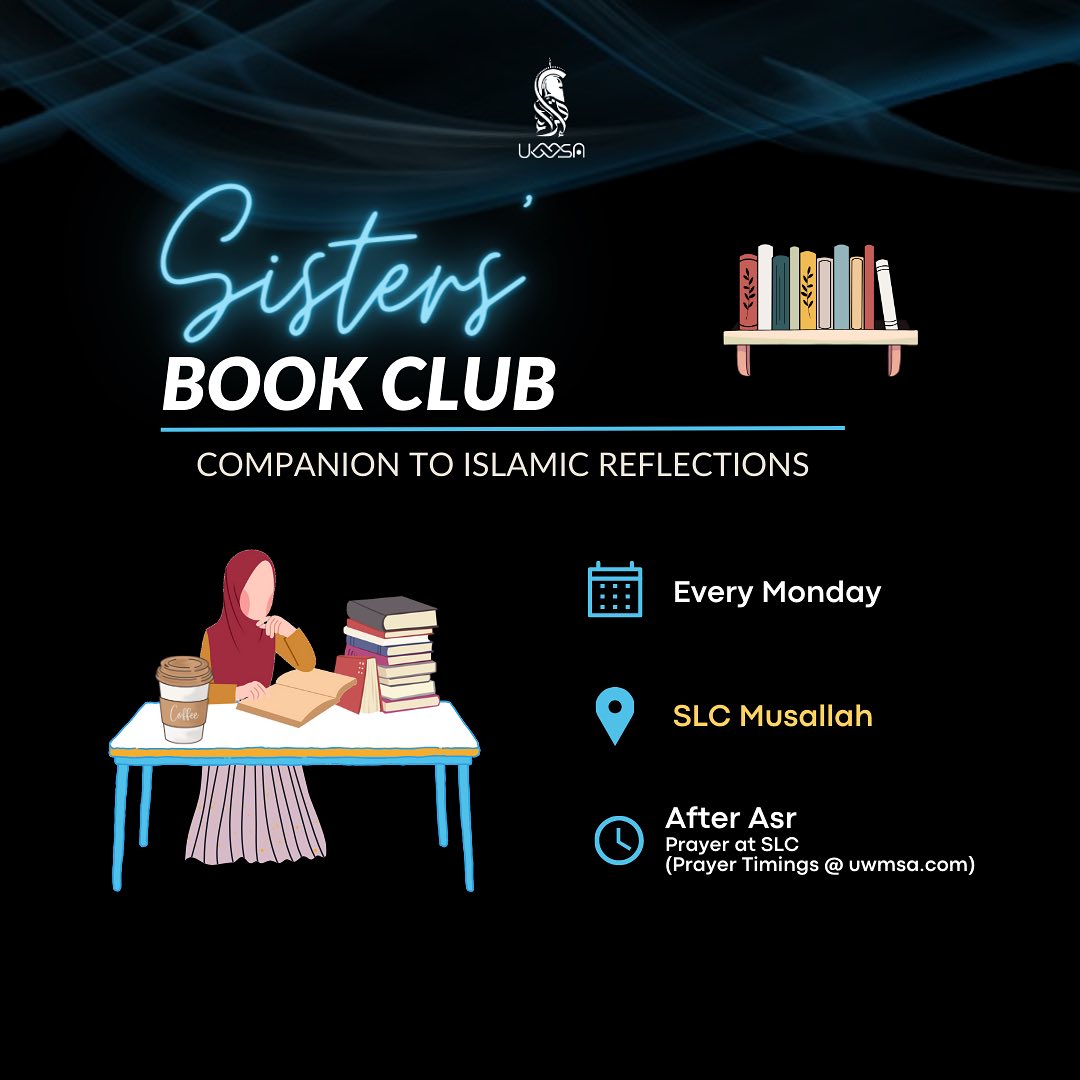 UWMSA
Sisters'
BOOK CLUB
COMPANION TO ISLAMIC REFLECTIONS
Every Monday
Coffee
SLC Musallah
After Asr
Prayer at SLC
(Prayer Timings @ uwmsa.com)